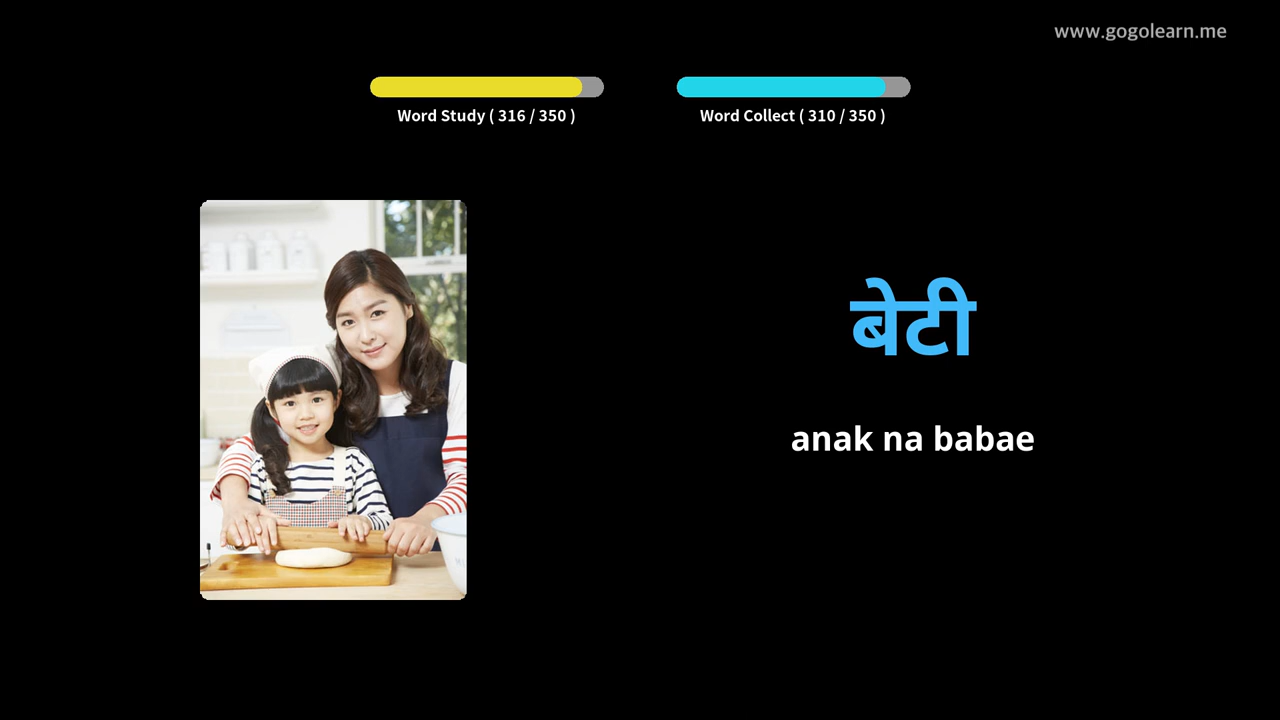 www.gogolearn.me
Word Study ( 316 / 350 )
Word Collect ( 310 / 350 )
बेटी
anak na babae